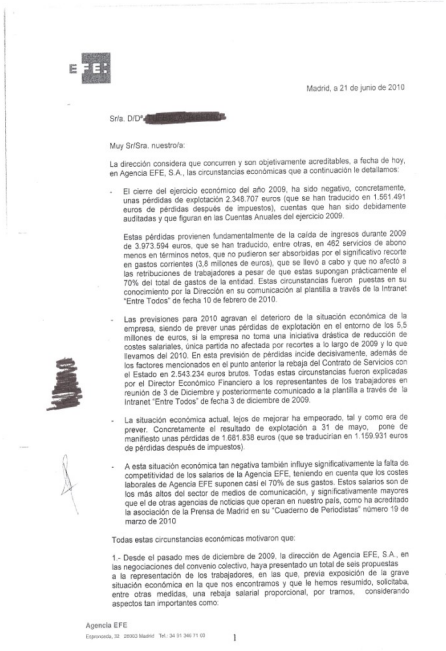 EFE:
Madrid, a 21 de junio de 2010
Sr/a. D/Dª
Muy Sr/Sra. nuestro/a:
La dirección considera que concurren y son objetivamente acreditables, a fecha de hoy,
en Agencia EFE, S.A., las circunstancias económicas que a continuación le detallamos:
- El cierre del ejercicio económico del año 2009, ha sido negativo, concretamente,
unas pérdidas de explotación 2.348.707 euros (que se han traducido en 1.561.491
euros de pérdidas después de impuestos), cuentas que han sido debidamente
auditadas y que figuran en las Cuentas Anuales del ejercicio 2009.
Estas pérdidas provienen fundamentalmente de la caída de ingresos durante 2009
de 3.973.594 euros, que se han traducido, entre otras, en 462 servicios de abono
menos en términos netos, que no pudieron ser absorbidas por el significativo recorte
en gastos corrientes (3,8 millones de euros), que se llevó a cabo y que no afectó a
las retribuciones de trabajadores a pesar de que estas supongan prácticamente el
70% del total de gastos de la entidad. Estas circunstancias fueron puestas en
su conocimiento por la Dirección en su comunicación al plantilla a través de la Intranet
"Entre Todos" de fecha 10 de febrero de 2010.
- Las previsiones para 2010 agravan el deterioro de la situación económica de la
empresa, siendo de prever unas pérdidas de explotación en el entorno de los 5,5
millones de euros, si la empresa no toma una iniciativa drástica de reducción de
costes salariales, única partida no afectada por recortes a lo largo de 2009 y lo que
llevamos del 2010. En esta previsión de pérdidas incide decisivamente, además de
los factores mencionados en el punto anterior la rebaja del Contrato de Servicios con
el Estado en 2.543.234 euros brutos. Todas estas circunstancias fueron explicadas
por el Director Económico Financiero a los representantes de los trabajadores en
reunión de 3 de Diciembre y posteriormente comunicado a la plantilla a través de la
Intranet "Entre Todos" de fecha 3 de diciembre de 2009.
- La situación económica actual, lejos de mejorar ha empeorado, tal y como era de
prever. Concretamente el resultado de explotación a 31 de mayo, pone de
manifiesto unas pérdidas de 1.681.838 euros (que se traducirían en 1.159.931 euros
de pérdidas después de impuestos).
- A esta situación económica tan negativa también influye significativamente la falta de
competitividad de los salarios de la Agencia EFE, teniendo en cuenta que los costes
laborales de Agencia EFE suponen casi el 70% de sus gastos. Estos salarios son de
los más altos del sector de medios de comunicación, y significativamente mayores
que el de otras agencias de noticias que operan en nuestro país, como ha acreditado
la asociación de la Prensa de Madrid en su "Cuaderno de Periodistas" número 19 de
marzo de 2010
Todas estas circunstancias económicas motivaron que:
1.- Desde el pasado mes de diciembre de 2009, la dirección de Agencia EFE, S.A., en
las negociaciones del convenio colectivo, haya presentado un total de seis propuestas
a la representación de los trabajadores, en las que, previa exposición de la grave
situación económica en la que nos encontramos y que le hemos resumido, solicitaba,
entre otras medidas, una rebaja salarial proporcional, por tramos, considerando
aspectos tan importantes como:
Agencia EFE
Espronceda, 32 28003 Madrid Tel.: 34 91 346 71 03
1